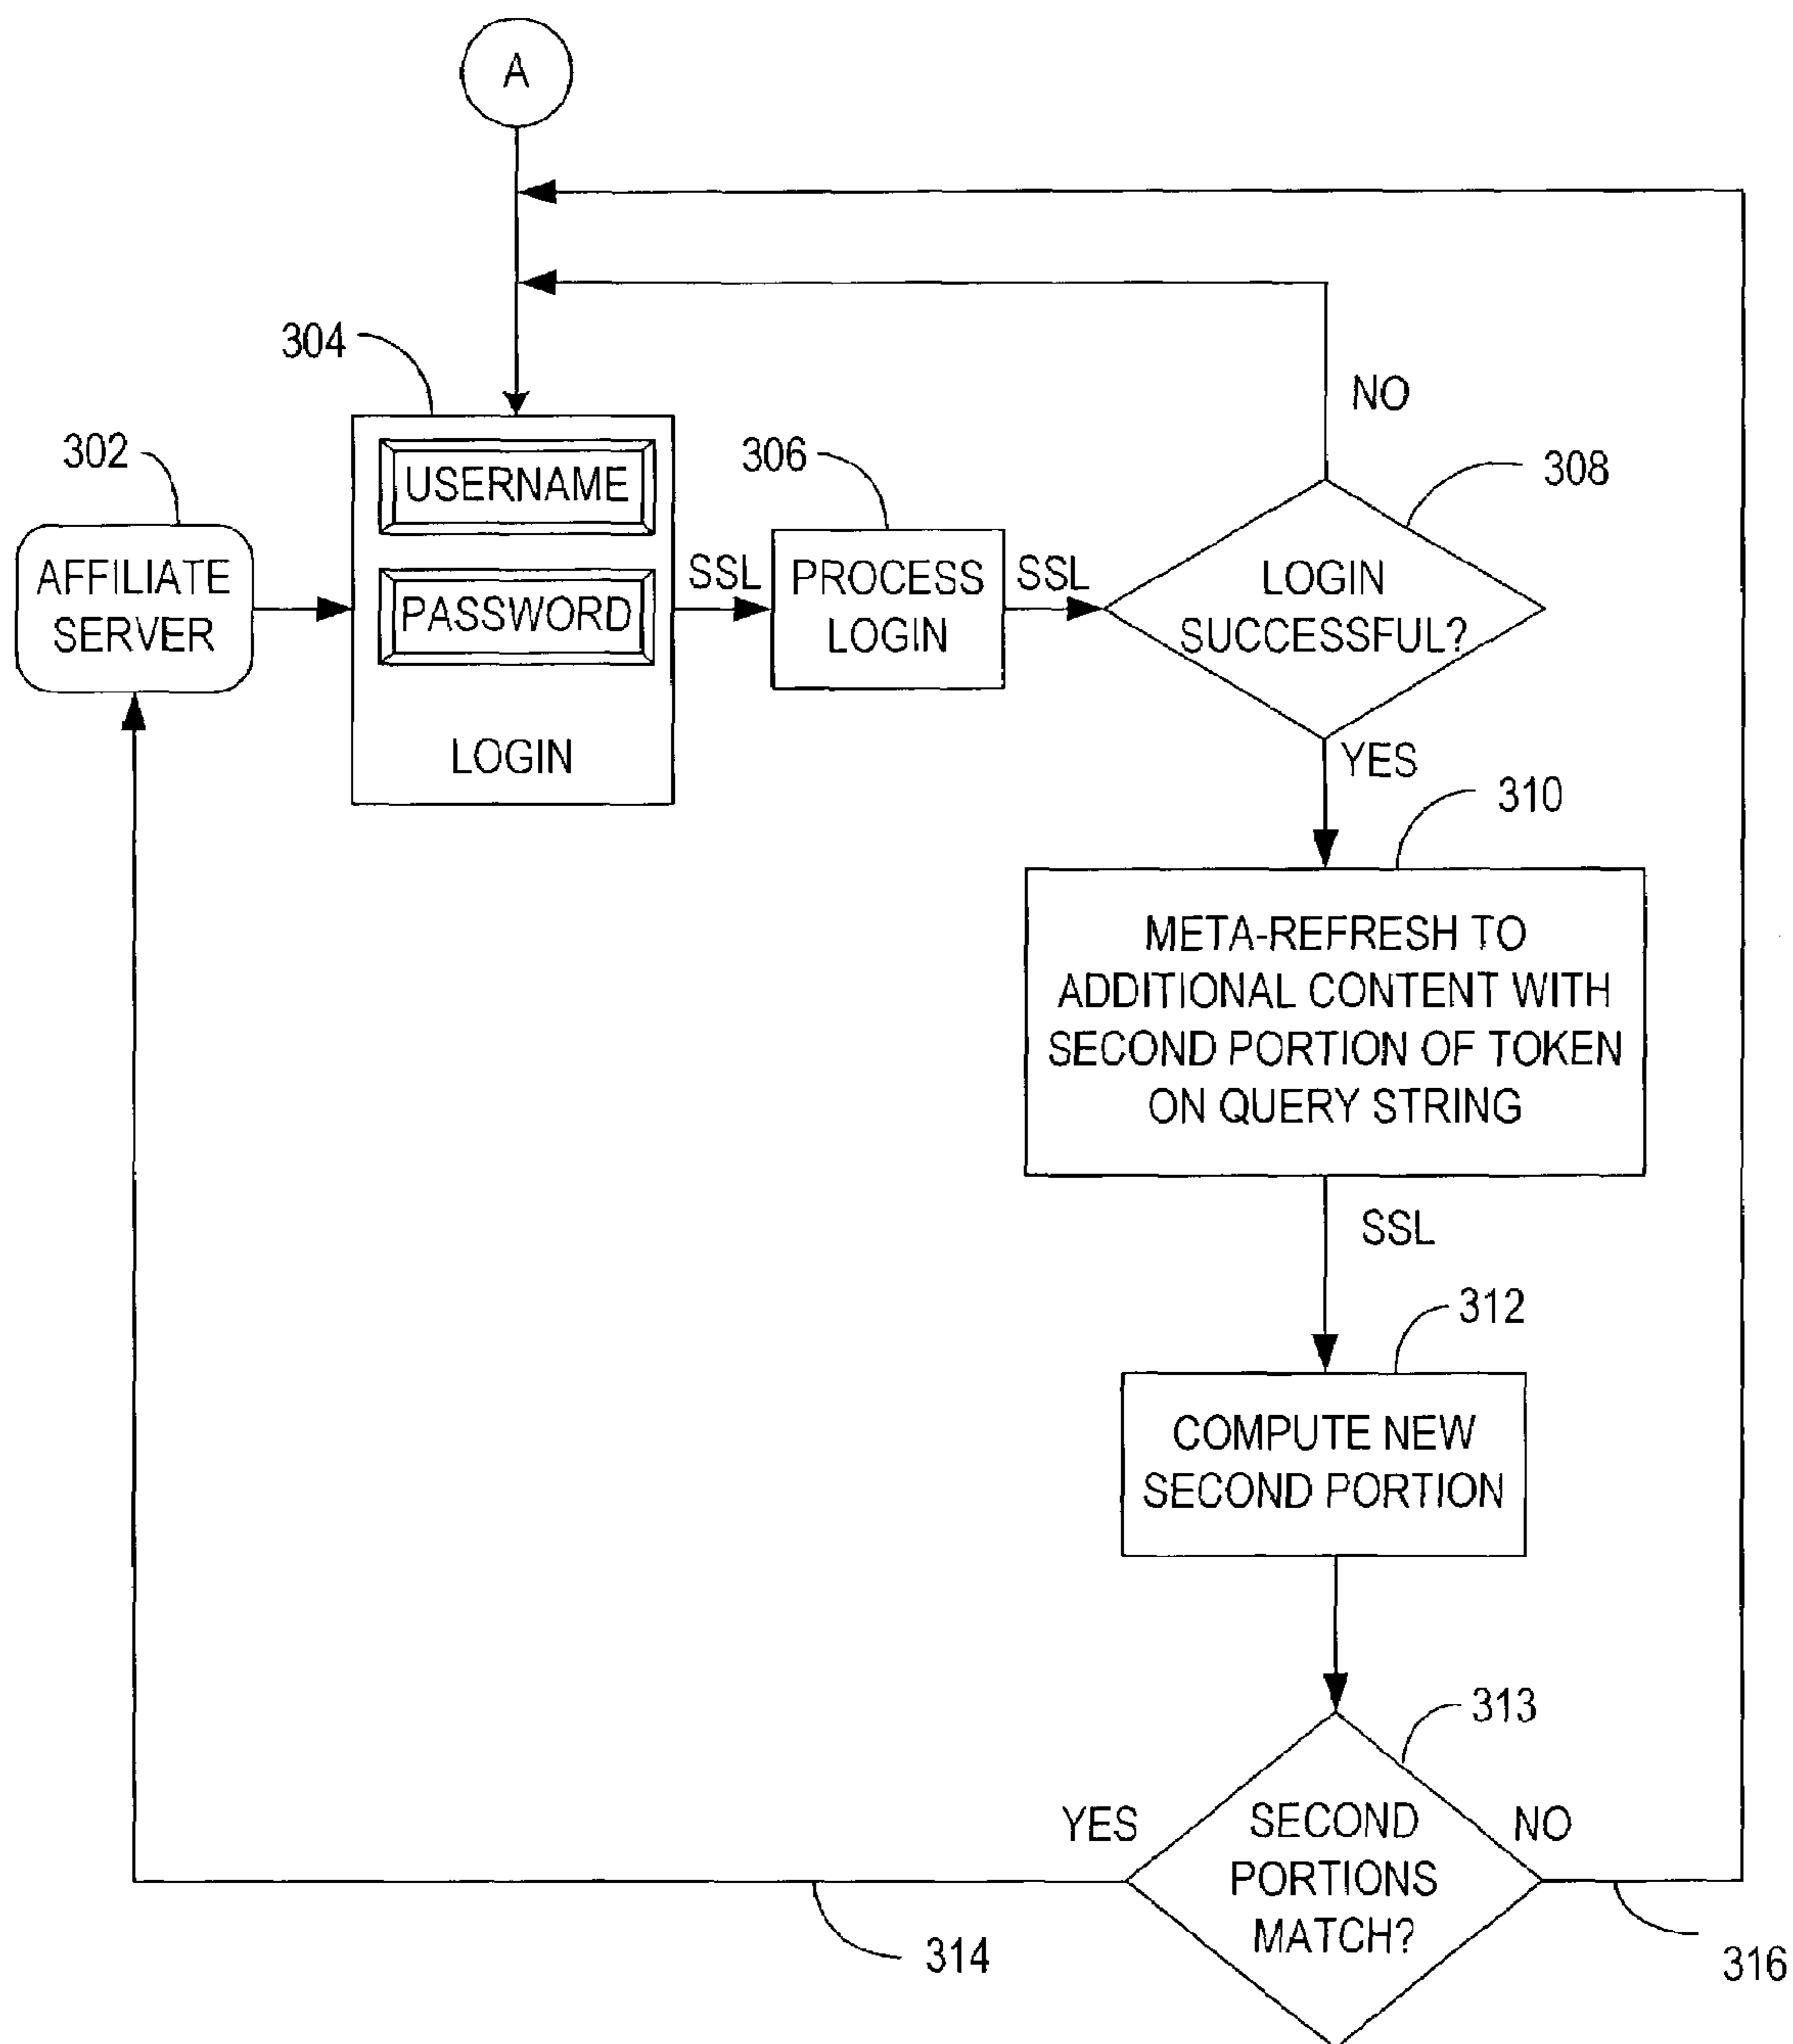 A
304
NO
302
306
308
USERNAME
AFFILIATE
SERVER
PASSWORD
LOGIN
SSL
PROCESS
LOGIN
SSL
LOGIN
SUCCESSFUL?
YES
310
META-REFRESH TO
ADDITIONAL CONTENT WITH
SECOND PORTION OF TOKEN
ON QUERY STRING
SSL
312
COMPUTE NEW
SECOND PORTION
313
YES
SECOND
PORTIONS
MATCH?
NO
314
316